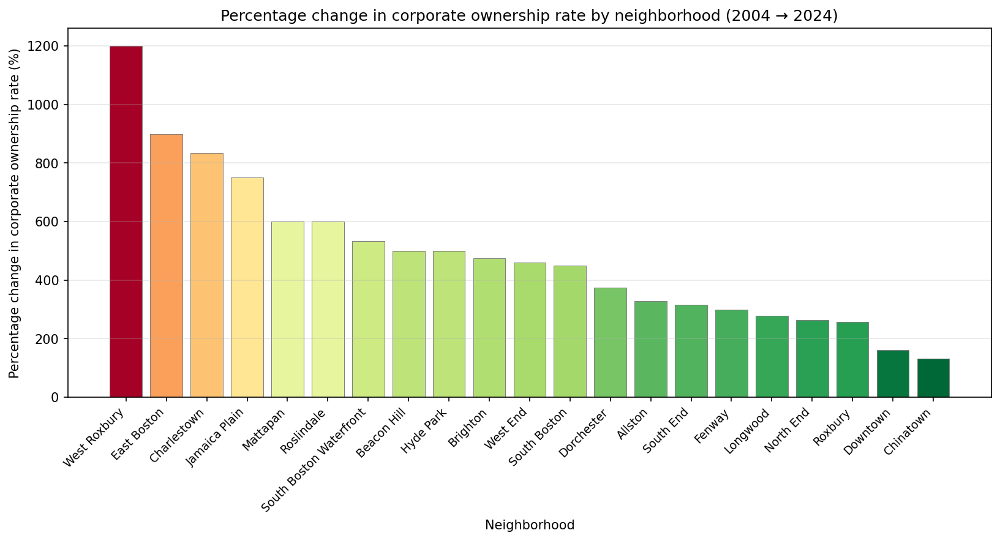 Percentage change in corporate ownership rate by neighborhood (2004 → 2024)
Percentage change in corporate ownership rate (%)
1200
1000
800
600
400
200
0
West Roxbury
East Boston
Charlestown
Jamaica Plain
Mattapan
Roslindale
South Boston Waterfront
Beacon Hill
Hyde Park
Brighton
West End
South Boston
Dorchester
Allston
South End
Fenway
Longwood
North End
Roxbury
Downtown
Chinatown
Neighborhood